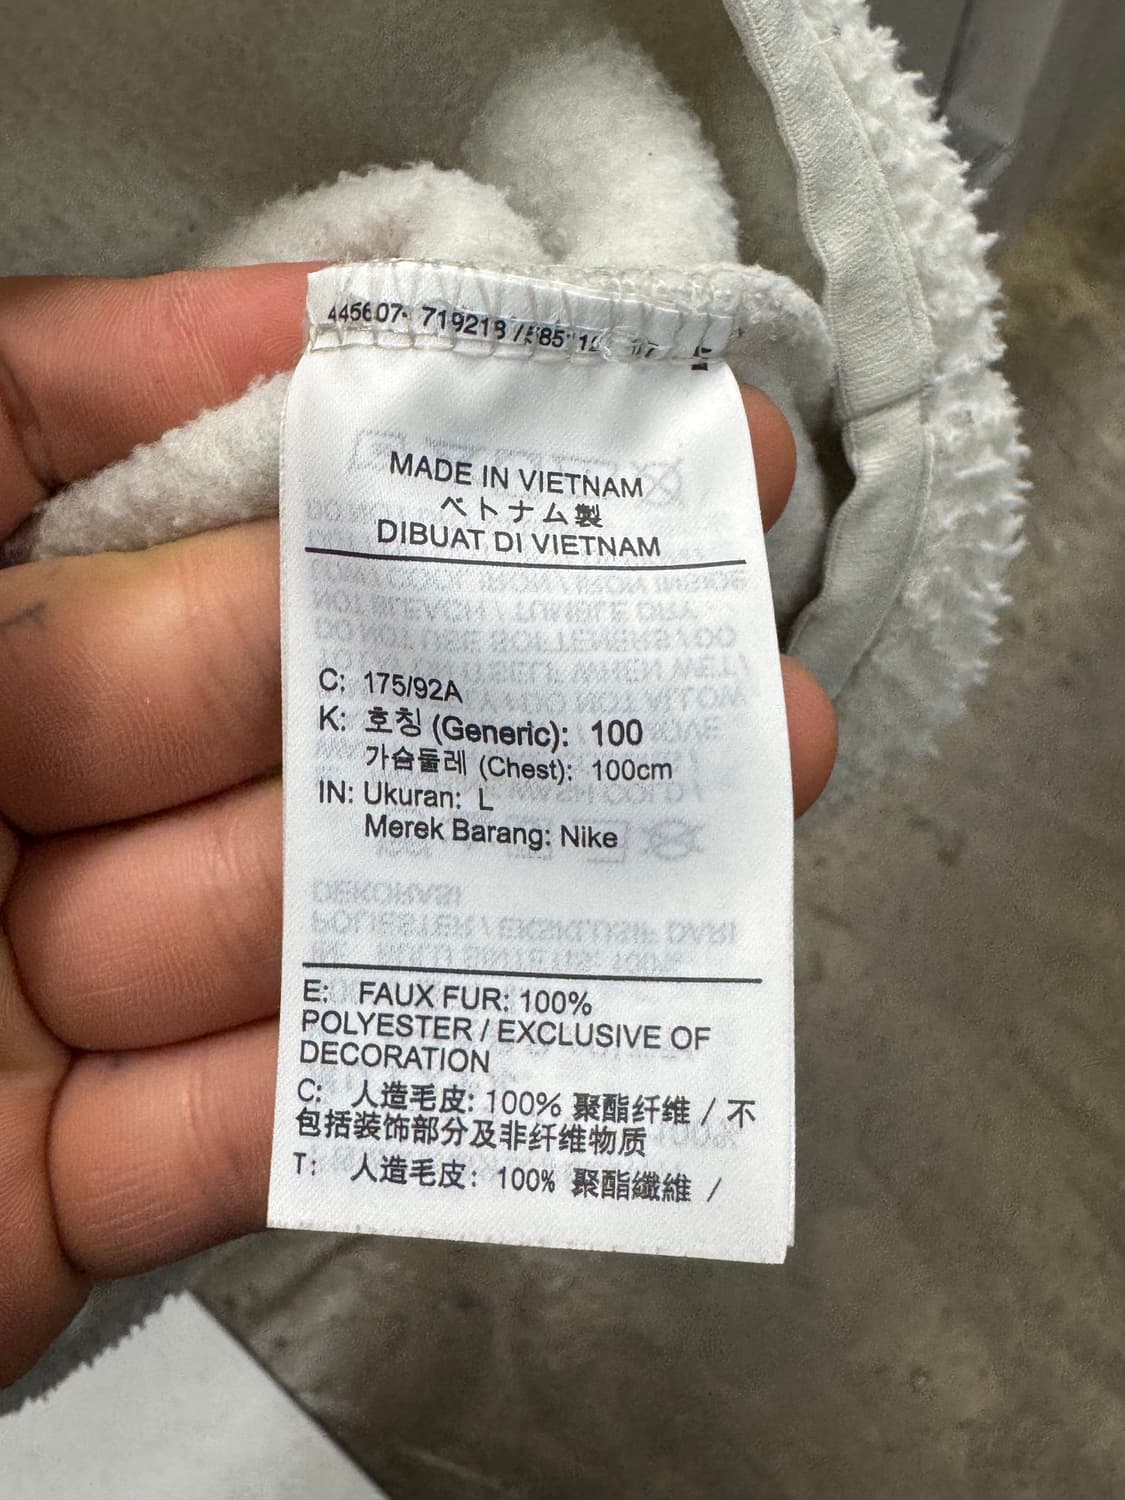 445607- 719218 /
MADE IN VIETNAM
ベトナム製
DIBUAT DI VIETNAM
C: 175/92A
K: 호칭 (Generic): 100
가슴둘레 (Chest): 100cm
IN: Ukuran: L
Merek Barang: Nike
E: FAUX FUR: 100%
POLYESTER / EXCLUSIVE OF
DECORATION
C: 人造毛皮: 100% 聚酯纤维 / 不
包括装饰部分及非纤维物质
T: 人造毛皮: 100% 聚酯纖維 /